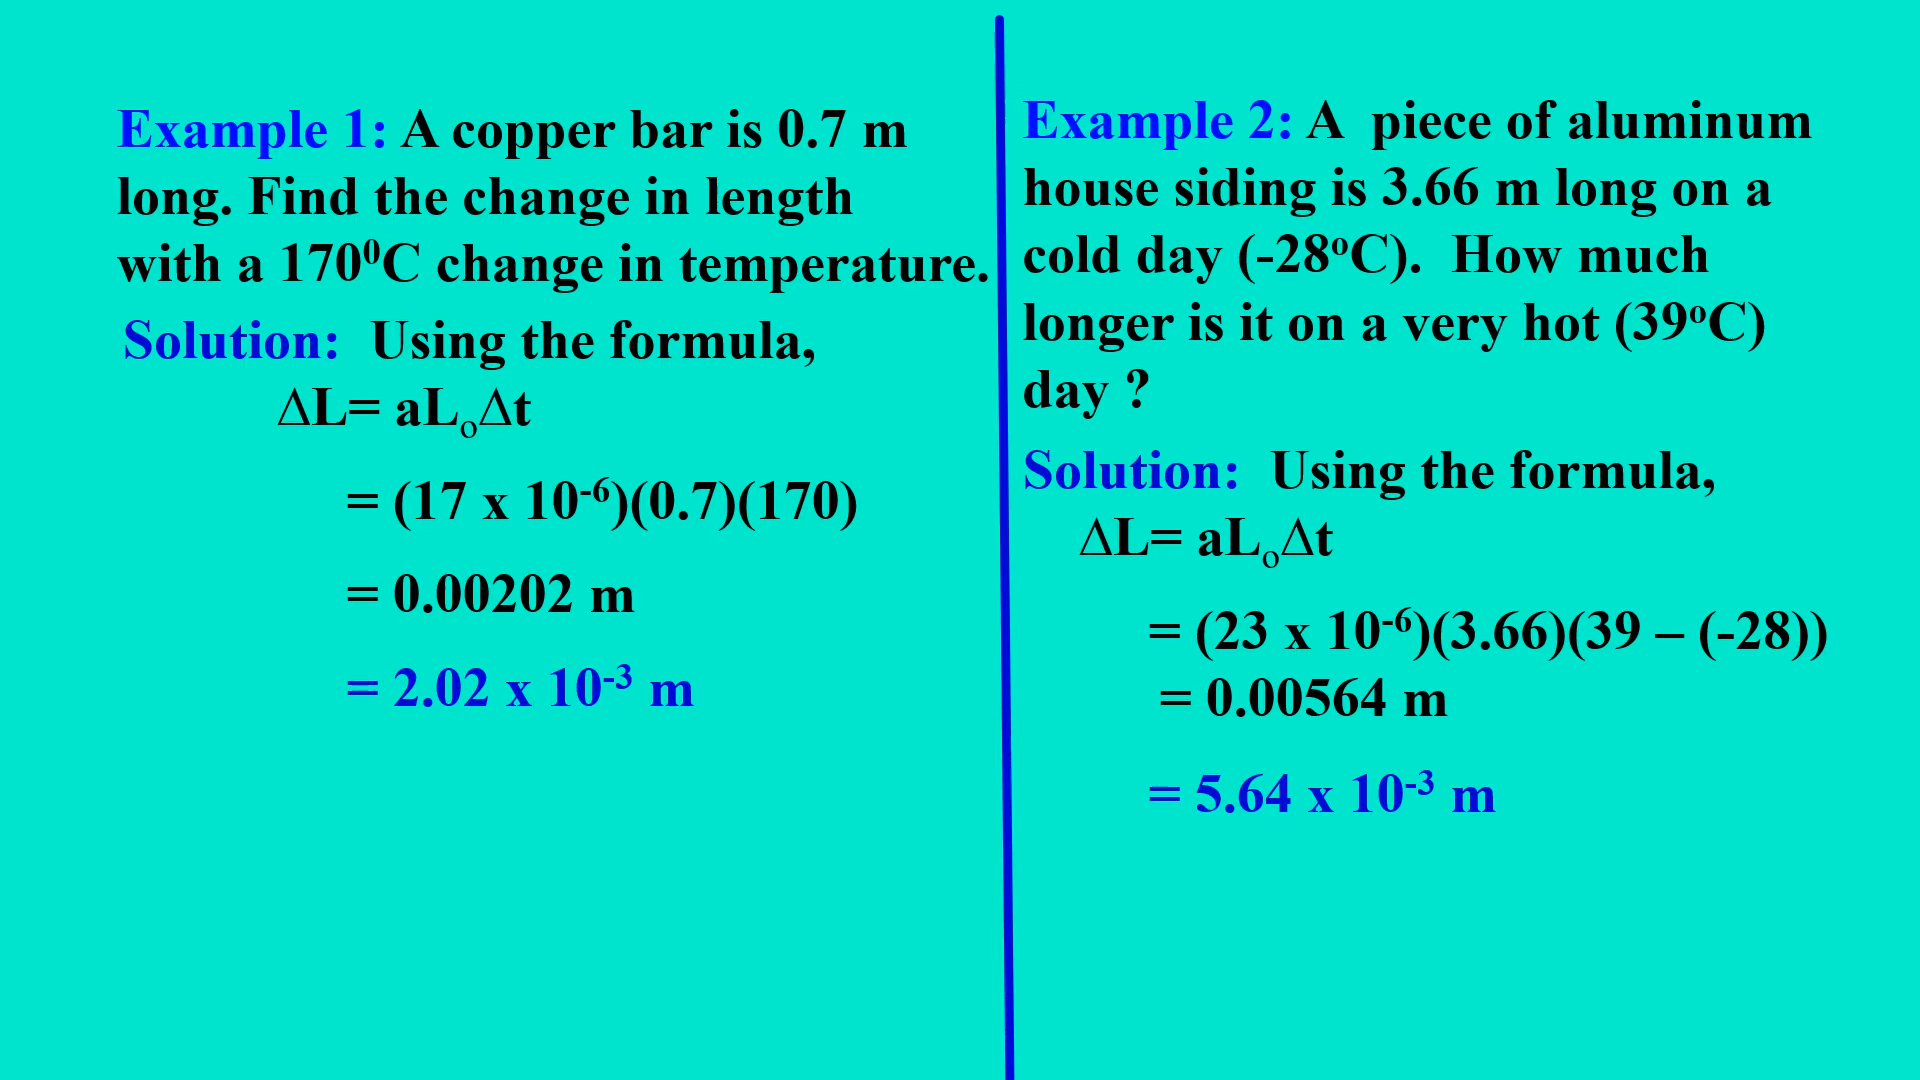 Example 1: A copper bar is 0.7 m
long. Find the change in length
with a 170⁰C change in temperature.
Solution: Using the formula,
∆L= aLₒ∆t
= (17 x 10⁻⁶)(0.7)(170)
= 0.00202 m
= 2.02 x 10⁻³ m
Example 2: A piece of aluminum
house siding is 3.66 m long on a
cold day (-28ᵒC). How much
longer is it on a very hot (39ᵒC)
day ?
Solution: Using the formula,
∆L= aLₒ∆t
= (23 x 10⁻⁶)(3.66)(39 – (-28))
= 0.00564 m
= 5.64 x 10⁻³ m